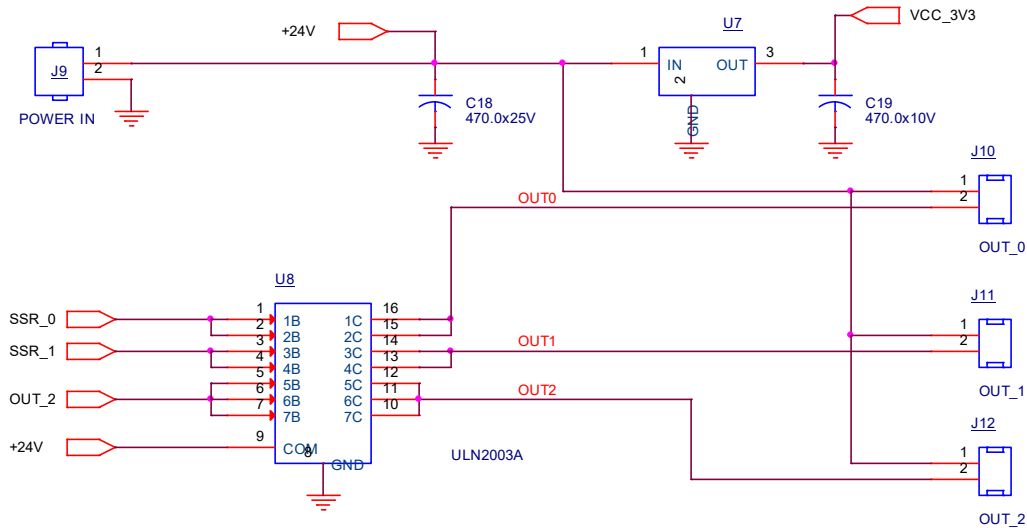 +24V
U7
VCC_3V3
J9
1
2
POWER IN
1
IN
2
GND
OUT
3
C18
470.0x25V
C19
470.0x10V
J10
1
2
OUT_0
OUT0
U8
SSR_0
SSR_1
OUT_2
+24V
1
2
3
4
5
6
7
9
1B
2B
3B
4B
5B
6B
7B
COM
8
GND
1C
2C
3C
4C
5C
6C
7C
16
15
14
13
12
11
10
ULN2003A
OUT1
OUT2
J11
1
2
OUT_1
J12
1
2
OUT_2